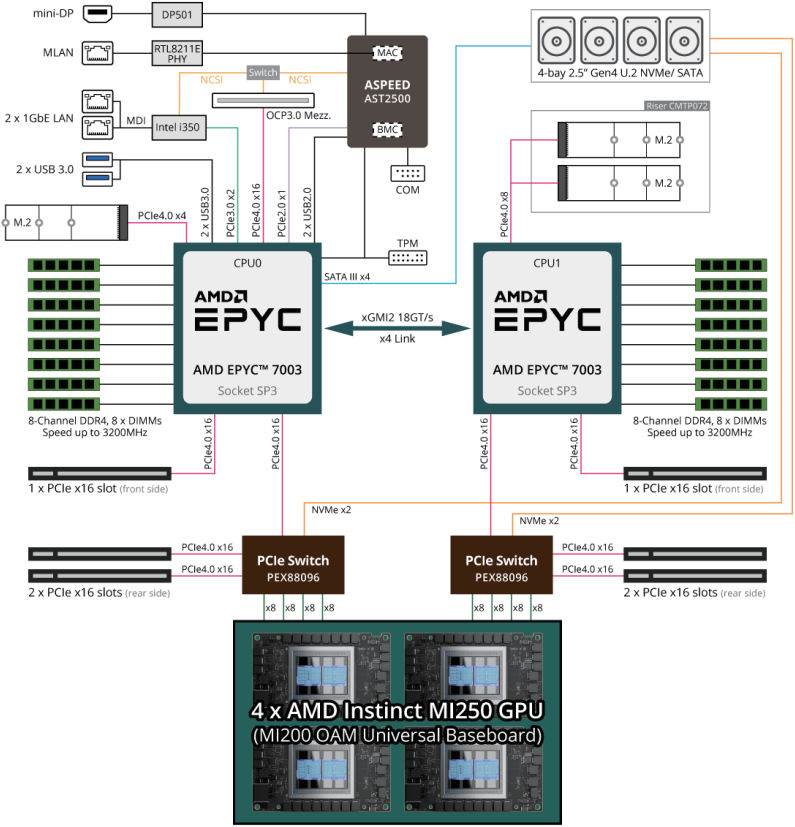 mini-DP
DP501
MLAN
RTL8211E
PHY
MAC
Switch
NCSI
NCSI
ASPEED
AST2500
4-bay 2.5" Gen4 U.2 NVMe/ SATA
2 x 1GbE LAN
MDI
Intel i350
OCP3.0 Mezz.
BMC
Riser CMTP072
M.2
M.2
2 x USB 3.0
COM
M.2
PCIe4.0 x4
2 x USB3.0
PCIe3.0 x2
PCIe4.0 x16
PCIe2.0 x1
2 x USB2.0
PCIe4.0 x8
TPM
SATA III x4
CPU0
AMD
EPYC
AMD EPYC™ 7003
Socket SP3
xGMI2 18GT/s
x4 Link
CPU1
AMD
EPYC
AMD EPYC™ 7003
Socket SP3
8-Channel DDR4, 8 x DIMMs
Speed up to 3200MHz
8-Channel DDR4, 8 x DIMMs
Speed up to 3200MHz
PCIe4.0 x16
PCIe4.0 x16
PCIe4.0 x16
PCIe4.0 x16
1 x PCIe x16 slot (front side)
1 x PCIe x16 slot (front side)
NVMe x2
NVMe x2
PCIe4.0 x16
PCIe4.0 x16
2 x PCIe x16 slots (rear side)
PCIe Switch
PEX88096
PCIe Switch
PEX88096
PCIe4.0 x16
PCIe4.0 x16
2 x PCIe x16 slots (rear side)
x8 x8 x8 x8
x8 x8 x8 x8
4 x AMD Instinct MI250 GPU
(MI200 OAM Universal Baseboard)